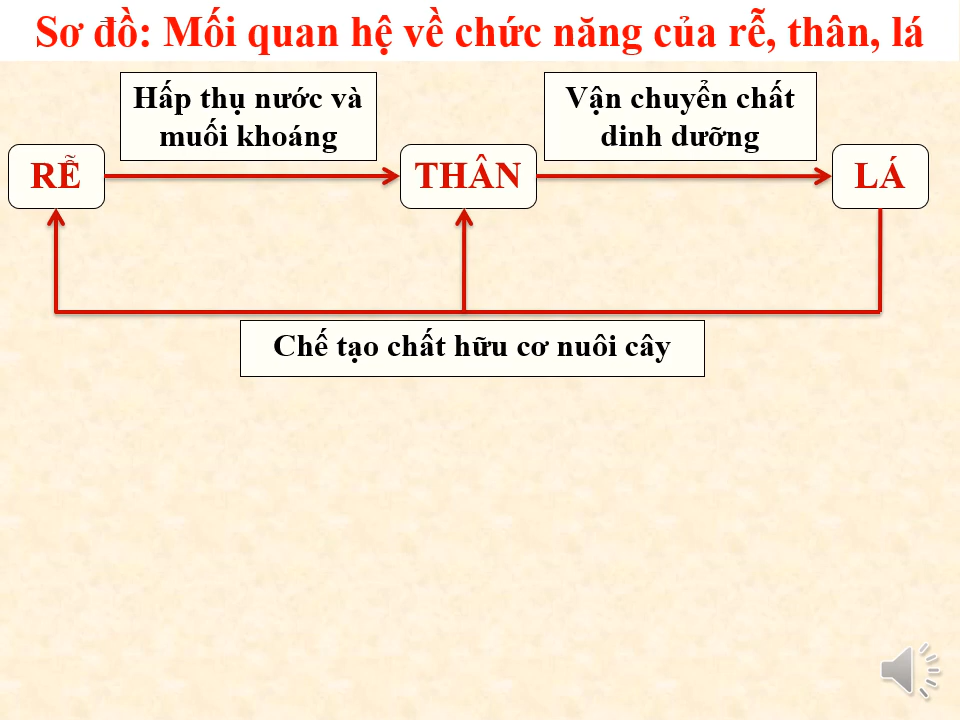 Sơ đồ: Mối quan hệ về chức năng của rễ, thân, lá
Hấp thụ nước và
muối khoáng
Vận chuyển chất
dinh dưỡng
RỄ
THÂN
LÁ
Chế tạo chất hữu cơ nuôi cây